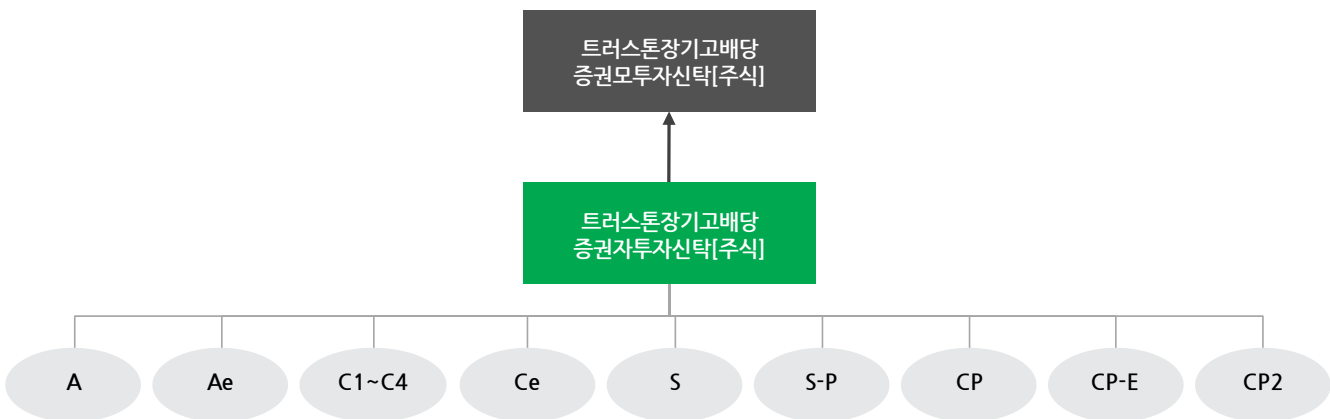 트러스톤장기고배당
증권모투자신탁[주식]
트러스톤장기고배당
증권자투자신탁[주식]
A
Ae
C1~C4
Ce
S
S-P
CP
CP-E
CP2